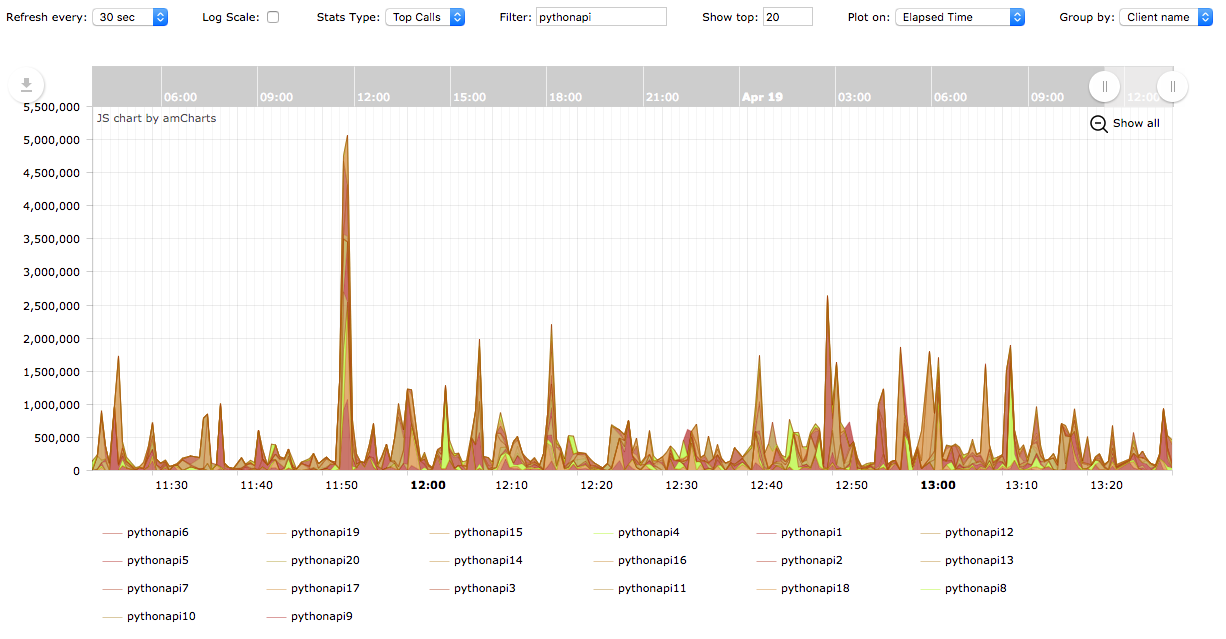 Refresh every: 30 sec Log Scale: Stats Type: Top Calls Filter: pythonapi Show top: 20 Plot on: Elapsed Time Group by: Client name
06:00 09:00 12:00 15:00 18:00 21:00 Apr 19 03:00 06:00 09:00 12:00
JS chart by amCharts
Show all
5,500,000
5,000,000
4,500,000
4,000,000
3,500,000
3,000,000
2,500,000
2,000,000
1,500,000
1,000,000
500,000
0
11:30 11:40 11:50 12:00 12:10 12:20 12:30 12:40 12:50 13:00 13:10 13:20
pythonapi6 pythonapi19 pythonapi15 pythonapi4 pythonapi1 pythonapi12
pythonapi5 pythonapi20 pythonapi14 pythonapi16 pythonapi2 pythonapi13
pythonapi7 pythonapi17 pythonapi3 pythonapi11 pythonapi18 pythonapi8
pythonapi10 pythonapi9